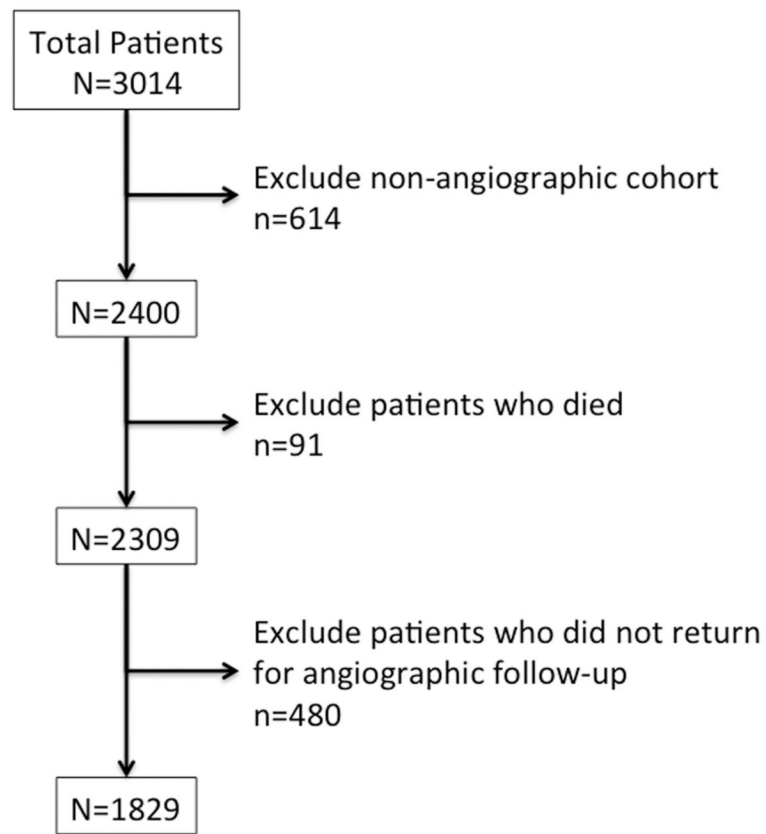 Total Patients
N=3014
Exclude non-angiographic cohort
n=614
N=2400
Exclude patients who died
n=91
N=2309
Exclude patients who did not return
for angiographic follow-up
n=480
N=1829